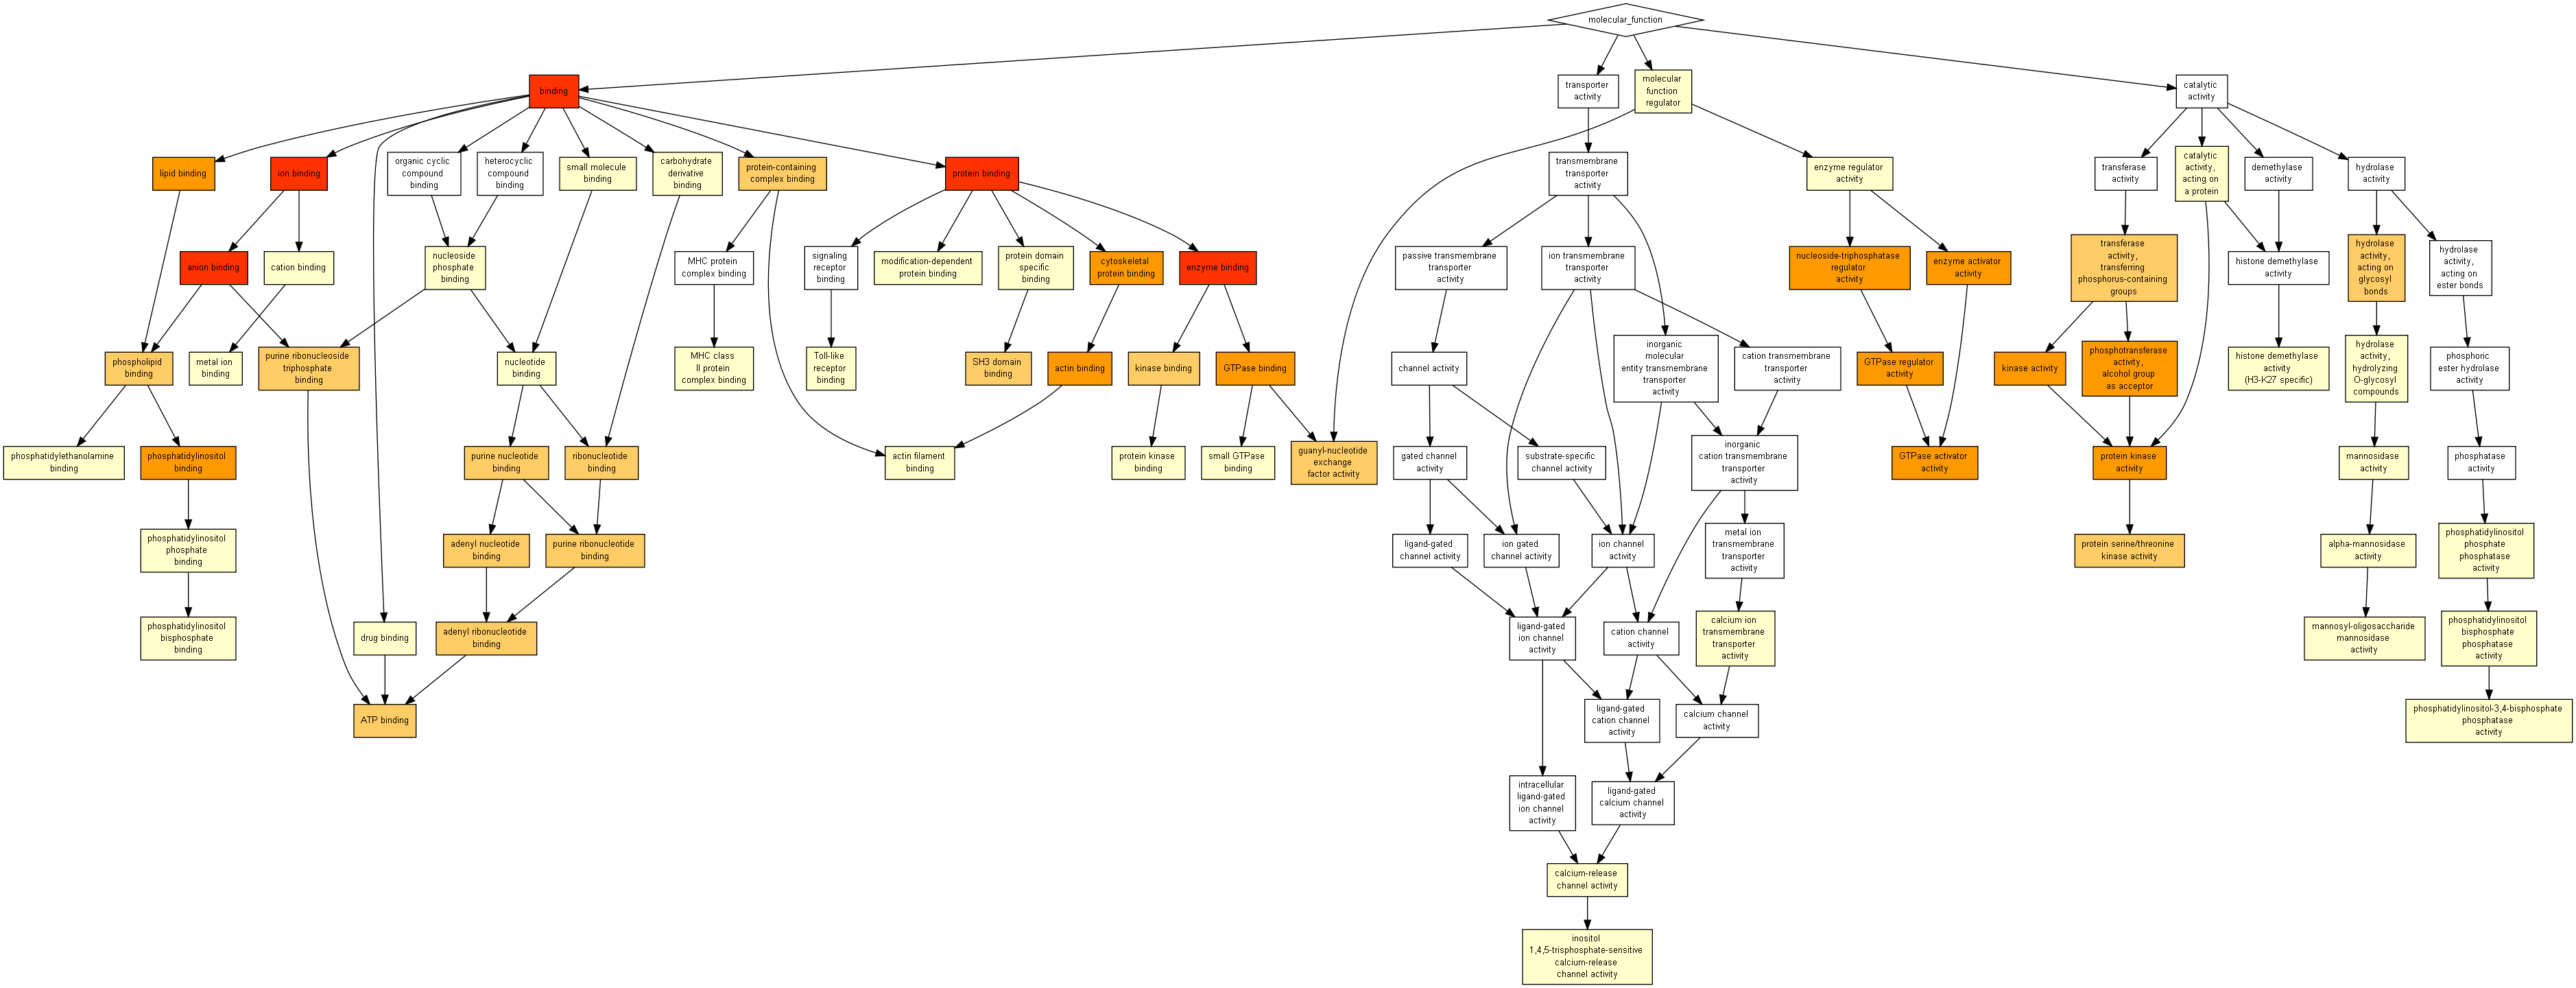 molecular_function
binding
transporter
activity
molecular
function
regulator
catalytic
activity
lipid binding
ion binding
organic cyclic
compound
binding
heterocyclic
compound
binding
small molecule
binding
carbohydrate
derivative
binding
protein-containing
complex binding
protein binding
transmembrane
transporter
activity
enzyme regulator
activity
transferase
activity
catalytic
activity,
acting on
a protein
demethylase
activity
hydrolase
activity
anion binding
cation binding
nucleoside
phosphate
binding
MHC protein
complex binding
signaling
receptor
binding
modification-dependent
protein binding
protein domain
specific
binding
cytoskeletal
protein binding
enzyme binding
passive transmembrane
transporter
activity
ion transmembrane
transporter
activity
nucleoside-triphosphatase
regulator
activity
enzyme activator
activity
transferase
activity,
transferring
phosphorus-containing
groups
histone demethylase
activity
hydrolase
activity,
acting on
glycosyl
bonds
hydrolase
activity,
acting on
ester bonds
phospholipid
binding
metal ion
binding
purine ribonucleoside
triphosphate
binding
nucleotide
binding
MHC class
II protein
complex binding
Toll-like
receptor
binding
SH3 domain
binding
actin binding
kinase binding
GTPase binding
channel activity
inorganic
molecular
entity transmembrane
transporter
activity
cation transmembrane
transporter
activity
GTPase regulator
activity
kinase activity
phosphotransferase
activity,
alcohol group
as acceptor
histone demethylase
activity
(H3-K27 specific)
hydrolase
activity,
hydrolyzing
O-glycosyl
compounds
phosphoric
ester hydrolase
activity
phosphatidylethanolamine
binding
phosphatidylinositol
binding
purine nucleotide
binding
ribonucleotide
binding
actin filament
binding
protein kinase
binding
small GTPase
binding
guanyl-nucleotide
exchange
factor activity
gated channel
activity
substrate-specific
channel activity
inorganic
cation transmembrane
transporter
activity
GTPase activator
activity
protein kinase
activity
mannosidase
activity
phosphatase
activity
phosphatidylinositol
phosphate
binding
adenyl nucleotide
binding
purine ribonucleotide
binding
ligand-gated
channel activity
ion gated
channel activity
ion channel
activity
metal ion
transmembrane
transporter
activity
protein serine/threonine
kinase activity
alpha-mannosidase
activity
phosphatidylinositol
phosphate
phosphatase
activity
phosphatidylinositol
bisphosphate
binding
drug binding
adenyl ribonucleotide
binding
ligand-gated
ion channel
activity
cation channel
activity
calcium ion
transmembrane
transporter
activity
mannosyl-oligosaccharide
mannosidase
activity
phosphatidylinositol
bisphosphate
phosphatase
activity
ATP binding
ligand-gated
cation channel
activity
calcium channel
activity
phosphatidylinositol-3,4-bisphosphate
phosphatase
activity
intracellular
ligand-gated
ion channel
activity
ligand-gated
calcium channel
activity
calcium-release
channel activity
inositol
1,4,5-trisphosphate-sensitive
calcium-release
channel activity